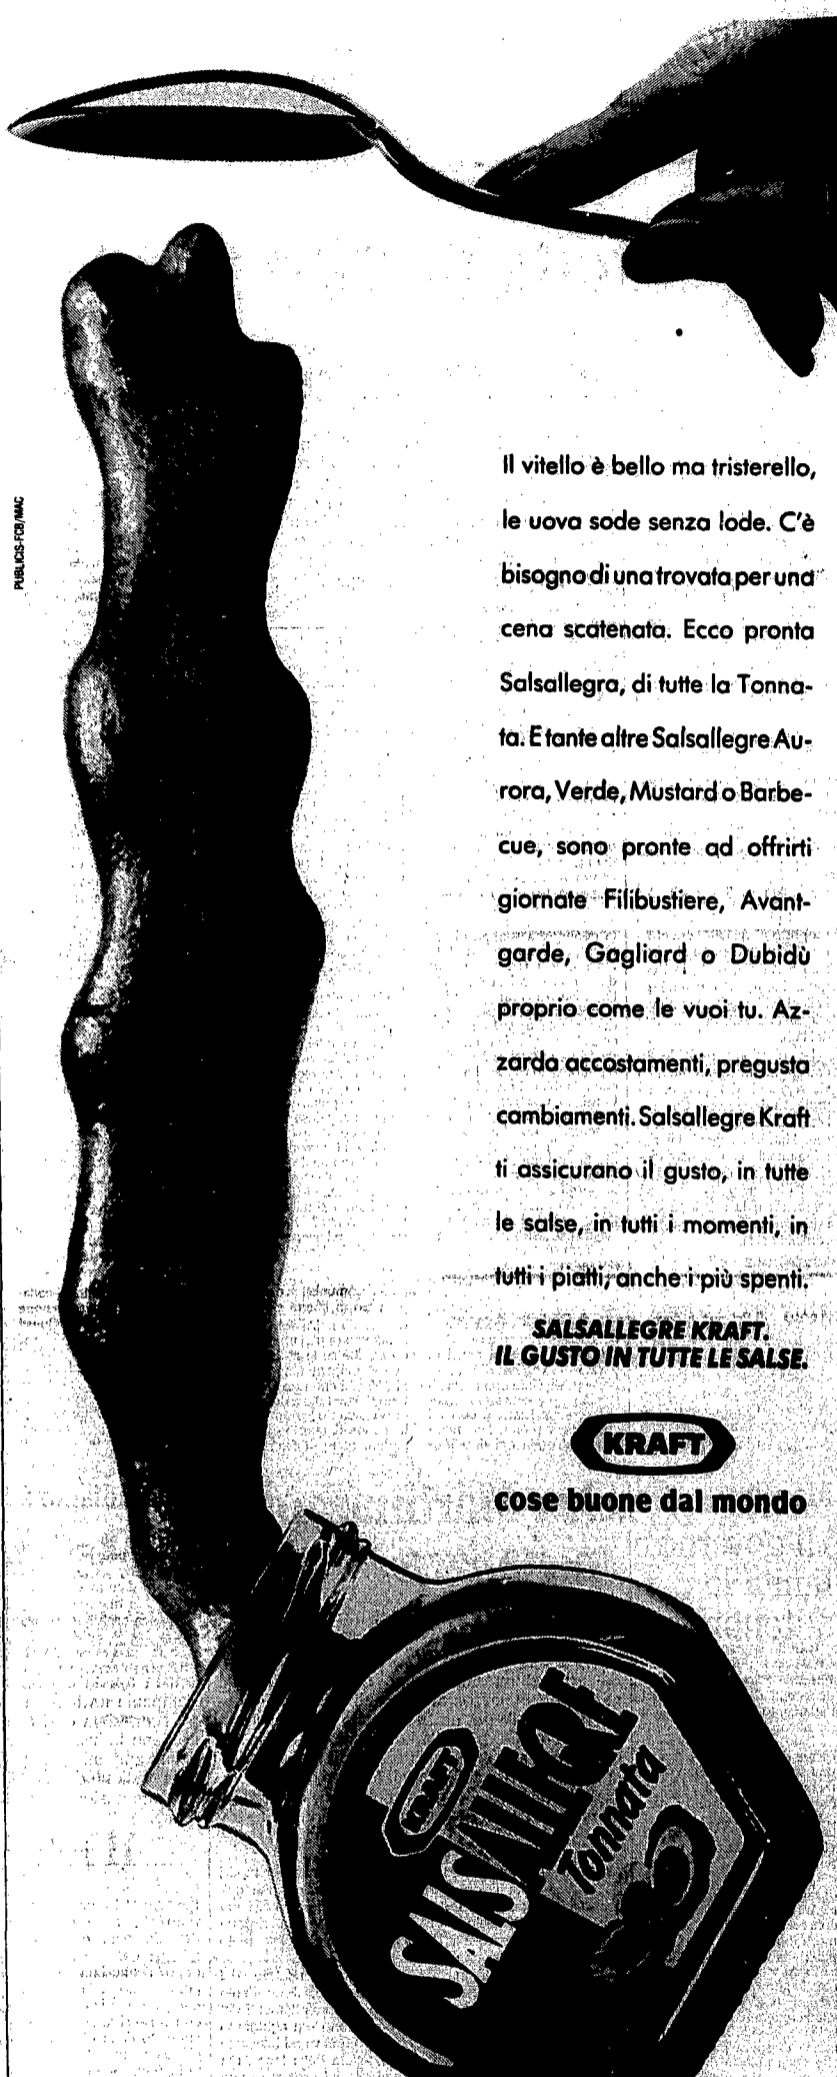 PUBLICIS-FCB/MAC
Il vitello è bello ma tristerello,
le uova sode senza lode. C'è
bisogno di una trovata per una
cena scatenata. Ecco pronta
Salsallegra, di tutte la Tonna-
ta. E tante altre Salsallegre Au-
rora, Verde, Mustard o Barbe-
cue, sono pronte ad offrirti
giornate Filibustiere, Avant-
garde, Gagliard o Dubidù
proprio come le vuoi tu. Az-
zarda accostamenti, pregusta
cambiamenti. Salsallegre Kraft
ti assicurano il gusto, in tutte
le salse, in tutti i momenti, in
tutti i piatti, anche i più spenti.
SALSALLEGRE KRAFT.
IL GUSTO IN TUTTE LE SALSE.
KRAFT
cose buone dal mondo
KRAFT
SALSALLEGRE
Tonnata